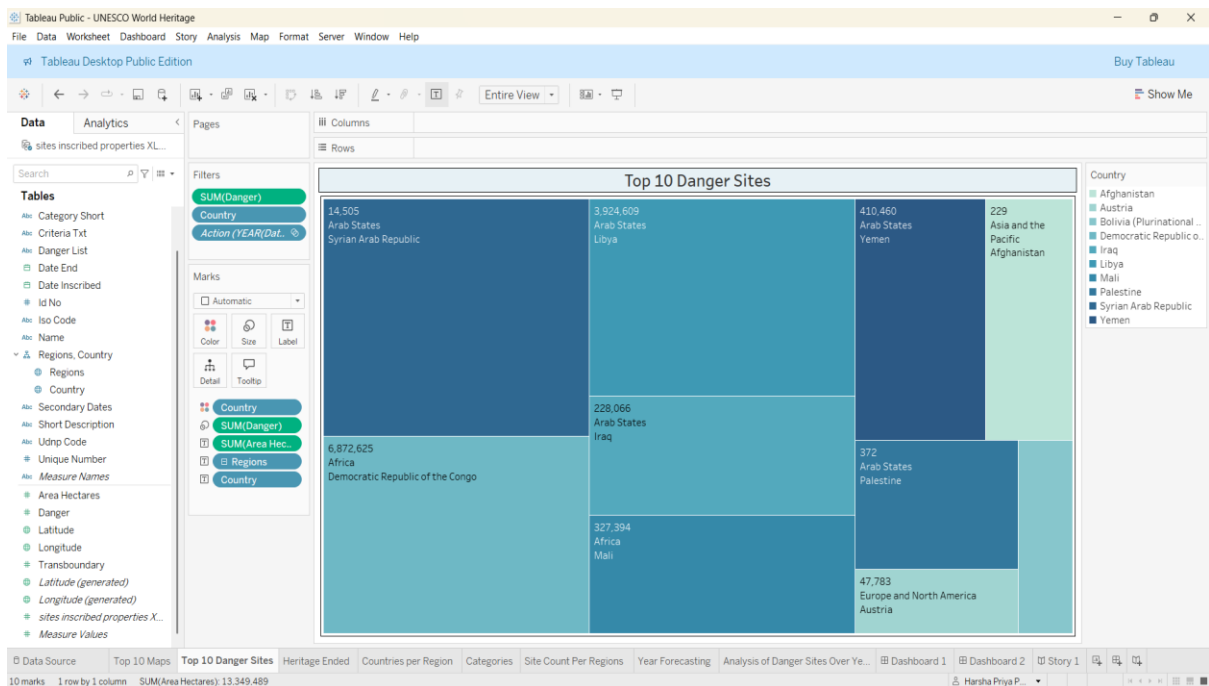 Tableau Public - UNESCO World Heritage
File Data Worksheet Dashboard Story Analysis Map Format Server Window Help
Tableau Desktop Public Edition
Buy Tableau
Entire View
Show Me
Data Analytics
sites inscribed properties XL...
Search
Tables
Abc Category Short
Abc Criteria Txt
Abc Danger List
Date End
Date Inscribed
# Id No
Abc Iso Code
Abc Name
Regions, Country
Regions
Country
Abc Secondary Dates
Abc Short Description
Abc Udnp Code
# Unique Number
Abc Measure Names
# Area Hectares
# Danger
Latitude
Longitude
# Transboundary
Latitude (generated)
Longitude (generated)
# sites inscribed properties X...
# Measure Values
Pages
Filters
SUM(Danger)
Country
Action (YEAR(Dat..
Marks
Automatic
Color Size Label
Detail Tooltip
Country
SUM(Danger)
SUM(Area Hec..
Regions
Country
Columns
Rows
Top 10 Danger Sites
14,505
Arab States
Syrian Arab Republic
6,872,625
Africa
Democratic Republic of the Congo
3,924,609
Arab States
Libya
228,066
Arab States
Iraq
327,394
Africa
Mali
410,460
Arab States
Yemen
229
Asia and the
Pacific
Afghanistan
372
Arab States
Palestine
47,783
Europe and North America
Austria
Country
Afghanistan
Austria
Bolivia (Plurinational ..
Democratic Republic o..
Iraq
Libya
Mali
Palestine
Syrian Arab Republic
Yemen
Data Source Top 10 Maps Top 10 Danger Sites Heritage Ended Countries per Region Categories Site Count Per Regions Year Forecasting Analysis of Danger Sites Over Ye... Dashboard 1 Dashboard 2 Story 1
10 marks 1 row by 1 column SUM(Area Hectares): 13,349,489
Harsha Priya P...